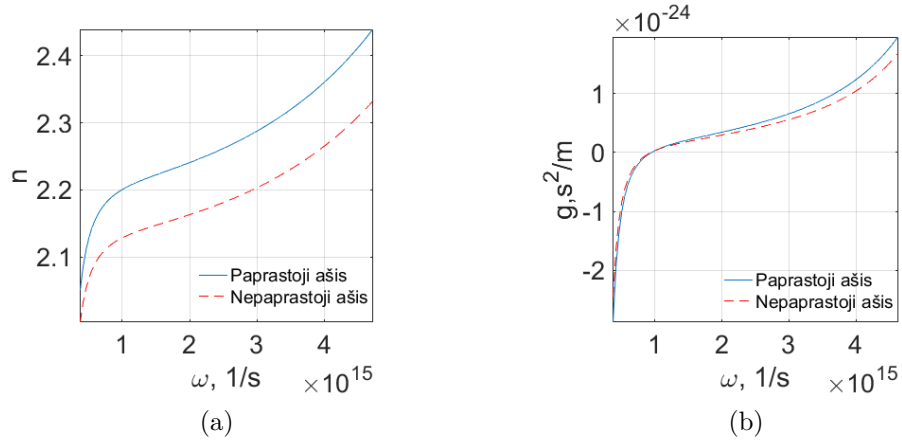 2.4
2.3
2.2
2.1
n
1 2 3 4
ω, 1/s ×10^15
Paprastoji ašis
Nepaprastoji ašis
(a)
×10^-24
1
0
-1
-2
g,s^2/m
1 2 3 4
ω, 1/s ×10^15
Paprastoji ašis
Nepaprastoji ašis
(b)